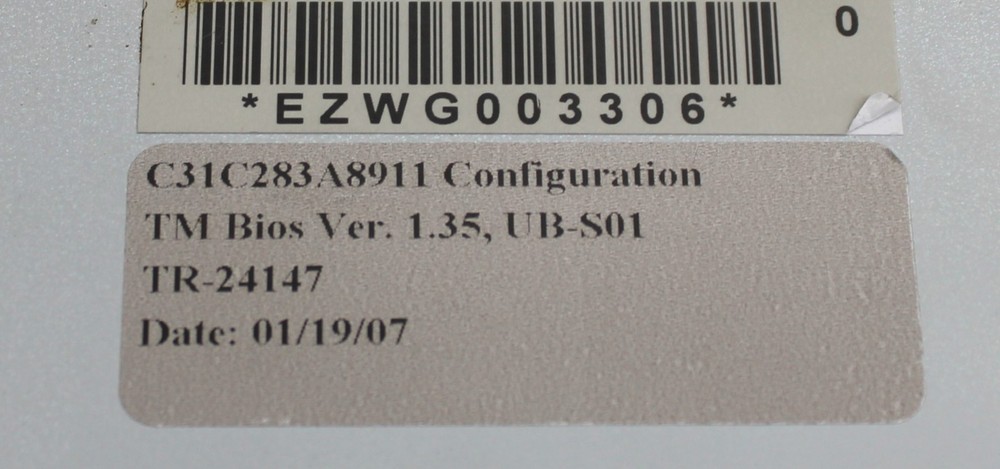 0
*EZWG003306*
C31C283A8911 Configuration
TM Bios Ver. 1.35, UB-S01
TR-24147
Date: 01/19/07